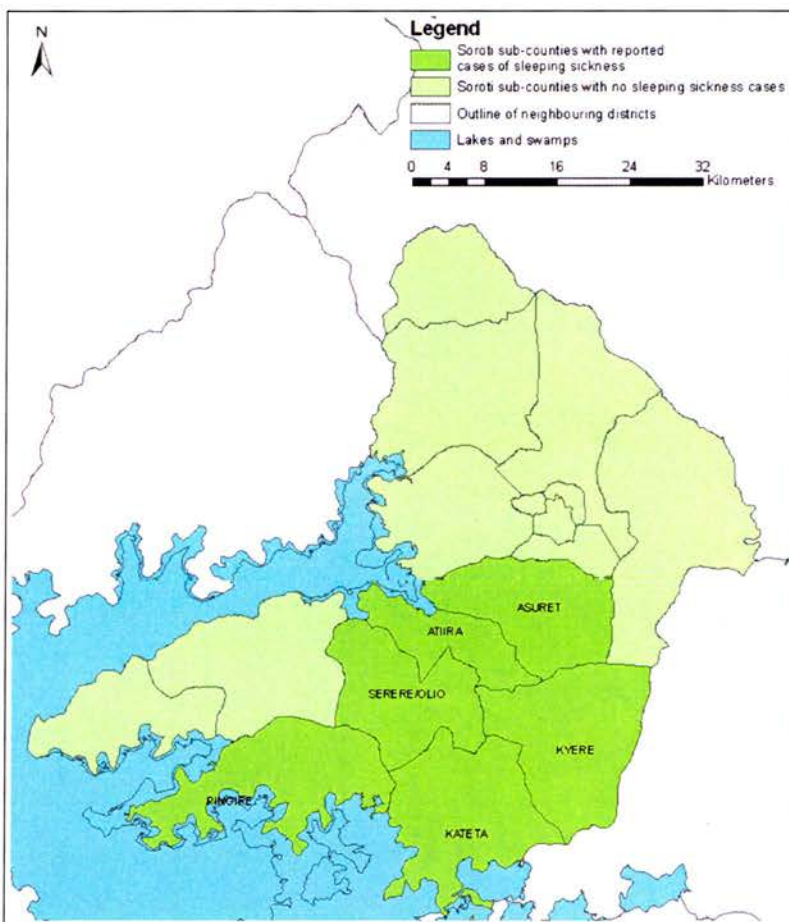 N
Legend
Soroti sub-counties with reported
cases of sleeping sickness
Soroti sub-counties with no sleeping sickness cases
Outline of neighbouring districts
Lakes and swamps
0 4 8 16 24 32
Kilometers
ASURET
ATIIRA
SERERE/OLIO
KYERE
PINGIRE
KATETA